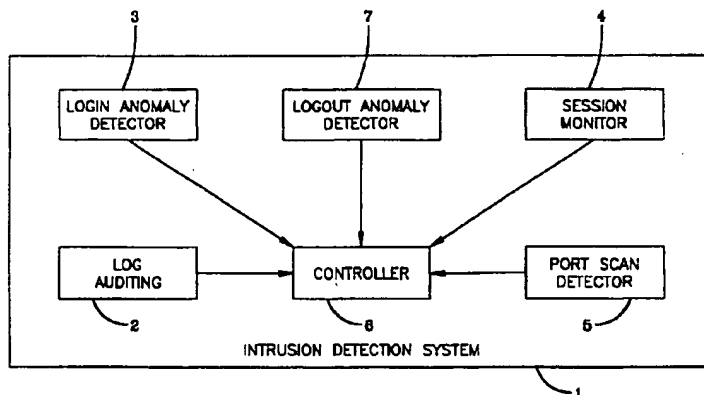 3
7
4
LOGIN ANOMALY
DETECTOR
LOGOUT ANOMALY
DETECTOR
SESSION
MONITOR
LOG
AUDITING
CONTROLLER
PORT SCAN
DETECTOR
2
6
5
INTRUSION DETECTION SYSTEM
1